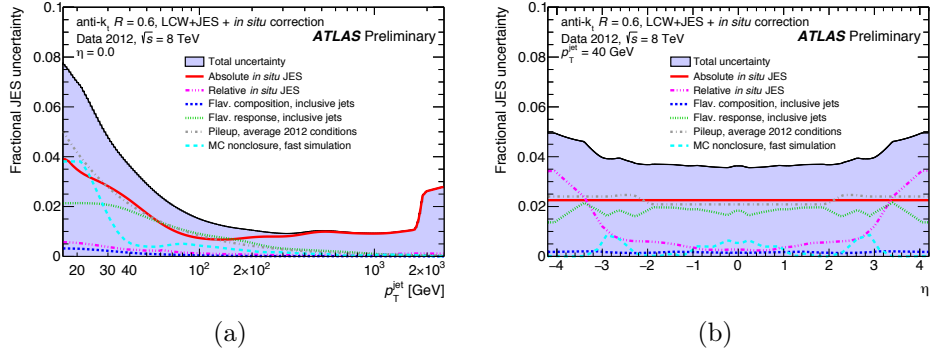 anti-kt R = 0.6, LCW+JES + in situ correction
Data 2012, √s = 8 TeV
ATLAS Preliminary
η = 0.0
Total uncertainty
Absolute in situ JES
Relative in situ JES
Flav. composition, inclusive jets
Flav. response, inclusive jets
Pileup, average 2012 conditions
MC nonclosure, fast simulation
Fractional JES uncertainty
0.1
0.08
0.06
0.04
0.02
0
20 30 40 10² 2×10² 10³ 2×10³
pT^jet [GeV]
(a)
anti-kt R = 0.6, LCW+JES + in situ correction
Data 2012, √s = 8 TeV
ATLAS Preliminary
pT^jet = 40 GeV
Total uncertainty
Absolute in situ JES
Relative in situ JES
Flav. composition, inclusive jets
Flav. response, inclusive jets
Pileup, average 2012 conditions
MC nonclosure, fast simulation
Fractional JES uncertainty
0.1
0.08
0.06
0.04
0.02
0
-4 -3 -2 -1 0 1 2 3 4
η
(b)